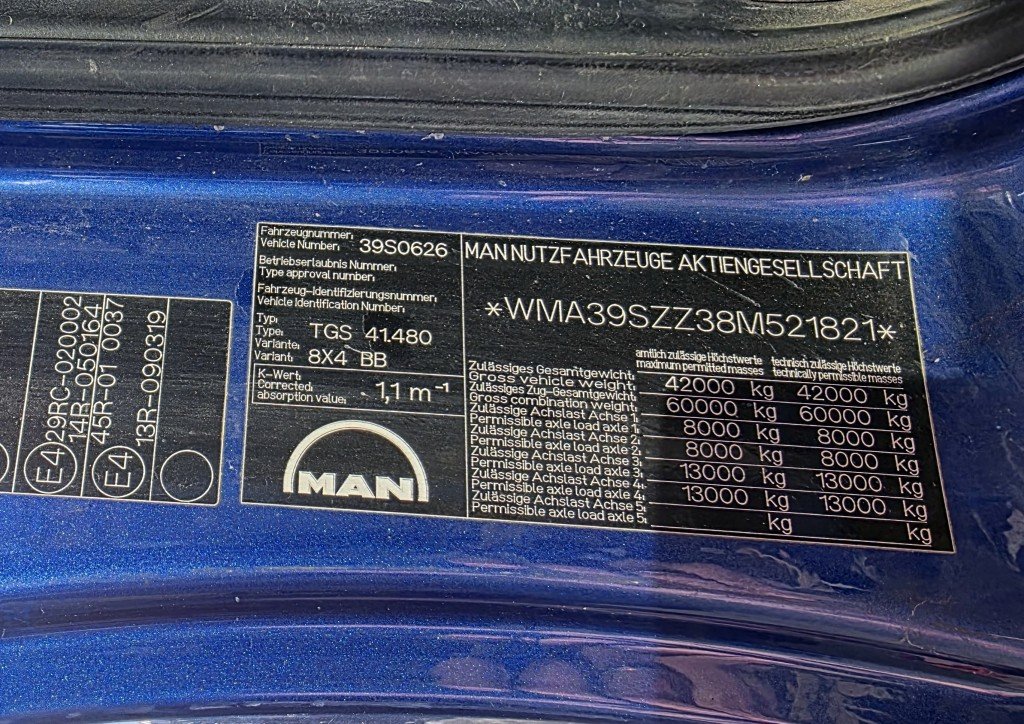 E4 29RC-020002
14R-050164
45R-01 0037
E4 13R-090319
Fahrzeugnummer:
Vehicle Number: 39S0626
Betriebserlaubnis Nummer:
Type approval number:
Fahrzeug-Identifizierungsnummer:
Vehicle Identification Number:
Typ:
Type: TGS 41.480
Variante:
Variant: 8X4 BB
K-Wert:
Corrected
absorption value: 1,1 m⁻¹
MAN
MAN NUTZFAHRZEUGE AKTIENGESELLSCHAFT
*WMA39SZZ38M521821*
amtlich zulässige Höchstwerte technisch zulässige Höchstwerte
maximum permitted masses technically permissible masses
Zulässiges Gesamtgewicht:
Gross vehicle weight: 42000 kg 42000 kg
Zulässiges Zug-Gesamtgewicht:
Gross combination weight: 60000 kg 60000 kg
Zulässige Achslast Achse 1:
Permissible axle load axle 1: 8000 kg 8000 kg
Zulässige Achslast Achse 2:
Permissible axle load axle 2: 8000 kg 8000 kg
Zulässige Achslast Achse 3:
Permissible axle load axle 3: 13000 kg 13000 kg
Zulässige Achslast Achse 4:
Permissible axle load axle 4: 13000 kg 13000 kg
Zulässige Achslast Achse 5:
Permissible axle load axle 5: kg kg